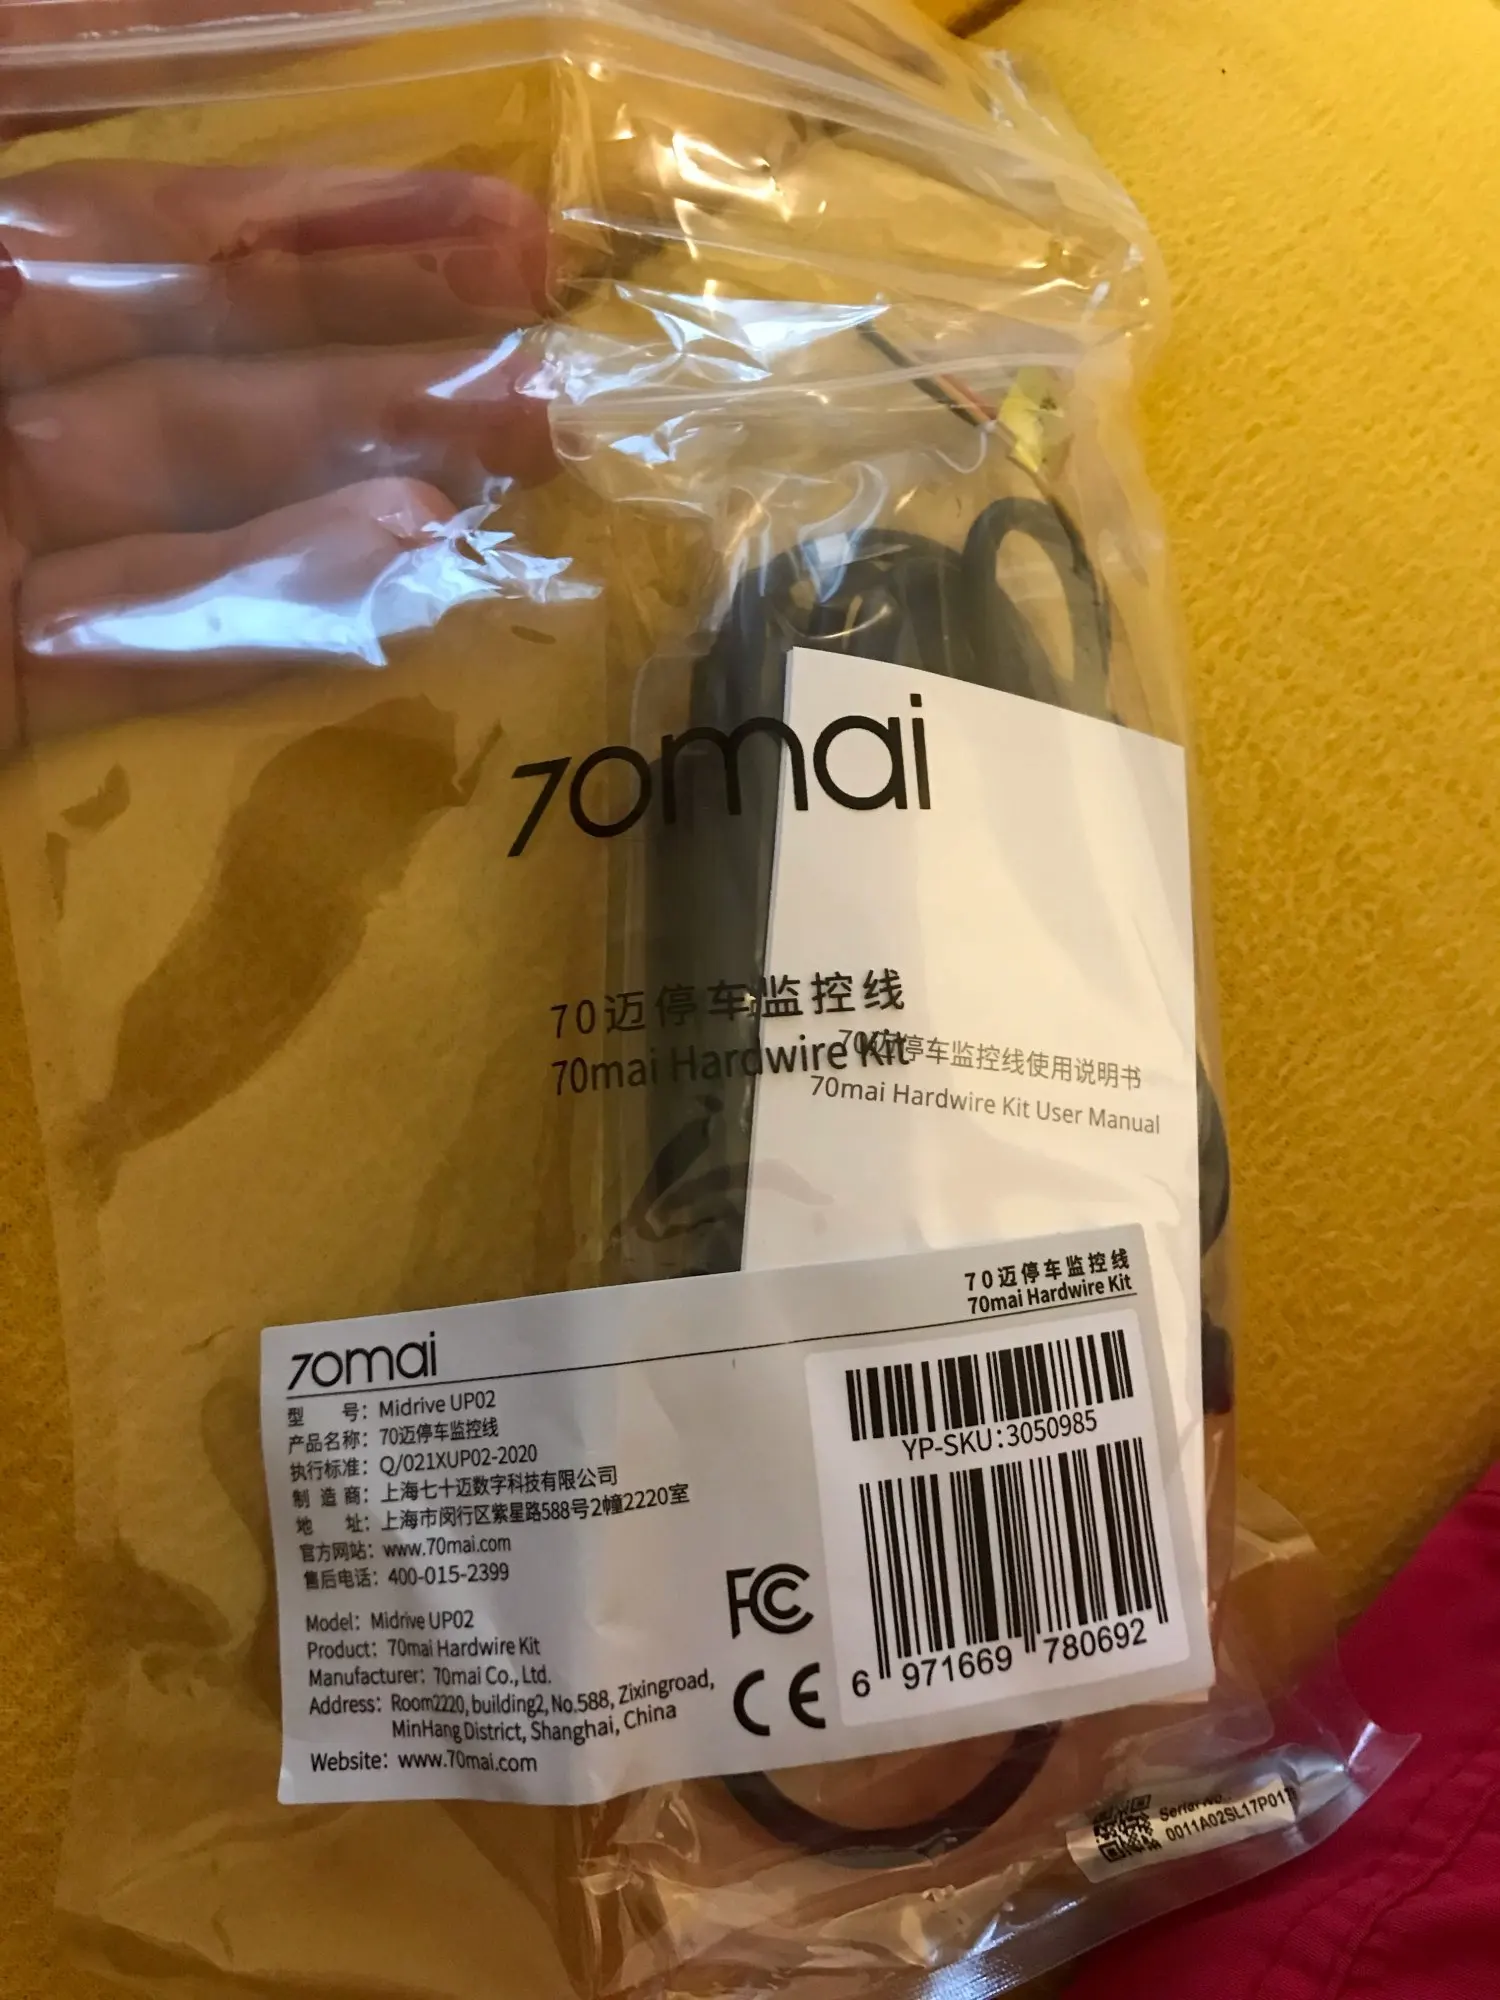 70mai
70迈停车监控线
70mai Hardwire Kit
70迈停车监控线使用说明书
70mai Hardwire Kit User Manual
70迈停车监控线
70mai Hardwire Kit
70mai
型 号: Midrive UP02
产品名称: 70迈停车监控线
执行标准: Q/021XUP02-2020
制 造 商: 上海七十迈数字科技有限公司
地 址: 上海市闵行区紫星路588号2幢2220室
官方网站: www.70mai.com
售后电话: 400-015-2399
Model: Midrive UP02
Product: 70mai Hardwire Kit
Manufacturer: 70mai Co., Ltd.
Address: Room2220, building2, No.588, Zixingroad,
MinHang District, Shanghai, China
Website: www.70mai.com
FC
CE
YP-SKU:3050985
6 971669 780692
Serial No.:
0011A02SL17P017